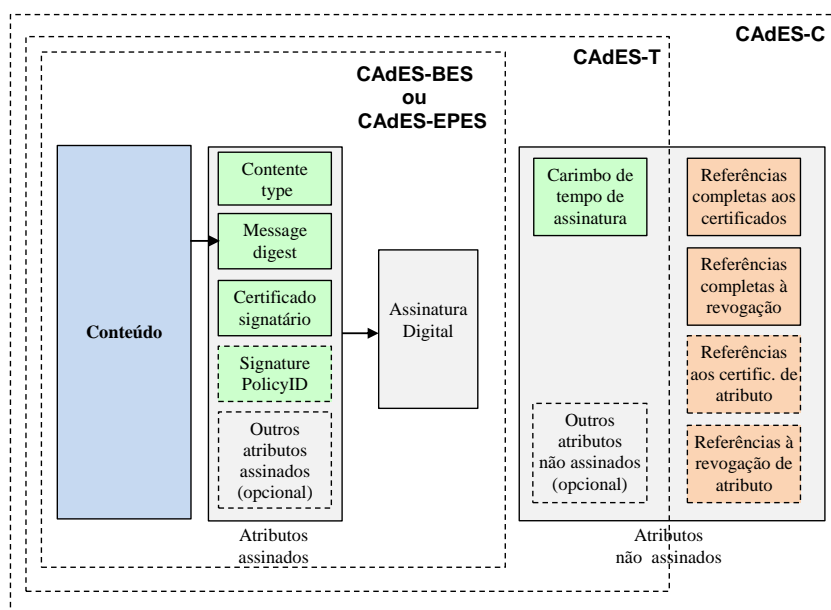 CAdES-C
CAdES-T
CAdES-BES
ou
CAdES-EPES
Conteúdo
Contente
type
Message
digest
Certificado
signatário
Signature
PolicyID
Outros
atributos
assinados
(opcional)
Atributos
assinados
Assinatura
Digital
Carimbo de
tempo de
assinatura
Outros
atributos
não assinados
(opcional)
Referências
completas aos
certificados
Referências
completas à
revogação
Referências
aos certific. de
atributo
Referências à
revogação de
atributo
Atributos
não assinados